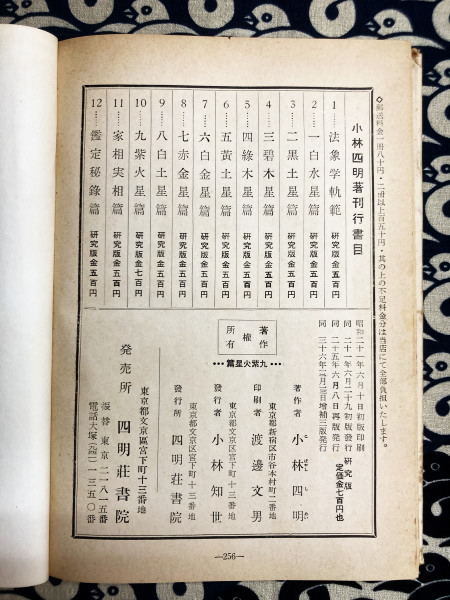 ◇郵送料金一冊八十円・二冊以上百五十円・其の上の不足料金分は当店にて全部負担いたします。
小林四明著刊行書目
1……法象学軌範 研究版金五百円
2……一白水星篇 研究版金五百円
3……二黒土星篇 研究版金五百円
4……三碧木星篇 研究版金五百円
5……四綠木星篇 研究版金五百円
6……五黃土星篇 研究版金五百円
7……六白金星篇 研究版金五百円
8……七赤金星篇 研究版金五百円
9……八白土星篇 研究版金五百円
10……九紫火星篇 研究版金七百円
11……家相実相篇 研究版金五百円
12……鑑定秘錄篇 研究版金五百円
昭和二十一年六月十日初版印刷
同 二十一年六月二十九初版發行
同 二十五年六月八日再版発行
同 三十六年三月三日增補三版発行
研究版
定価金七百円也
著作権所有
•••九紫火星篇•••
著作者 小林四明
東京都新宿区市谷本村町二番地
印刷者 渡邊文男
東京都文京区宮下町十三番地
發行者 小林知世
東京都文京区宮下町十三番地
發行所 四明荘書院
東京都文京區宮下町十三番地
発売所 四明莊書院
振替 東京 二一八一五番
電話大塚(94)二一三五〇番
—256—